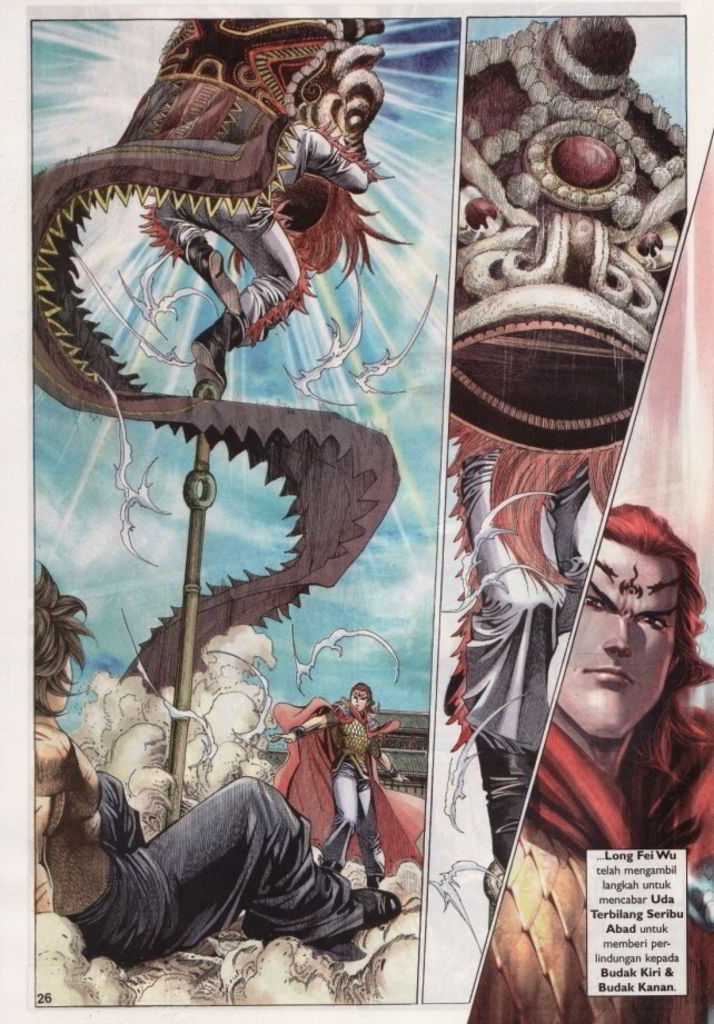 ...Long Fei Wu
telah mengambil
langkah untuk
mencabar Uda
Terbilang Seribu
Abad untuk
memberi per-
lindungan kepada
Budak Kiri &
Budak Kanan.
26